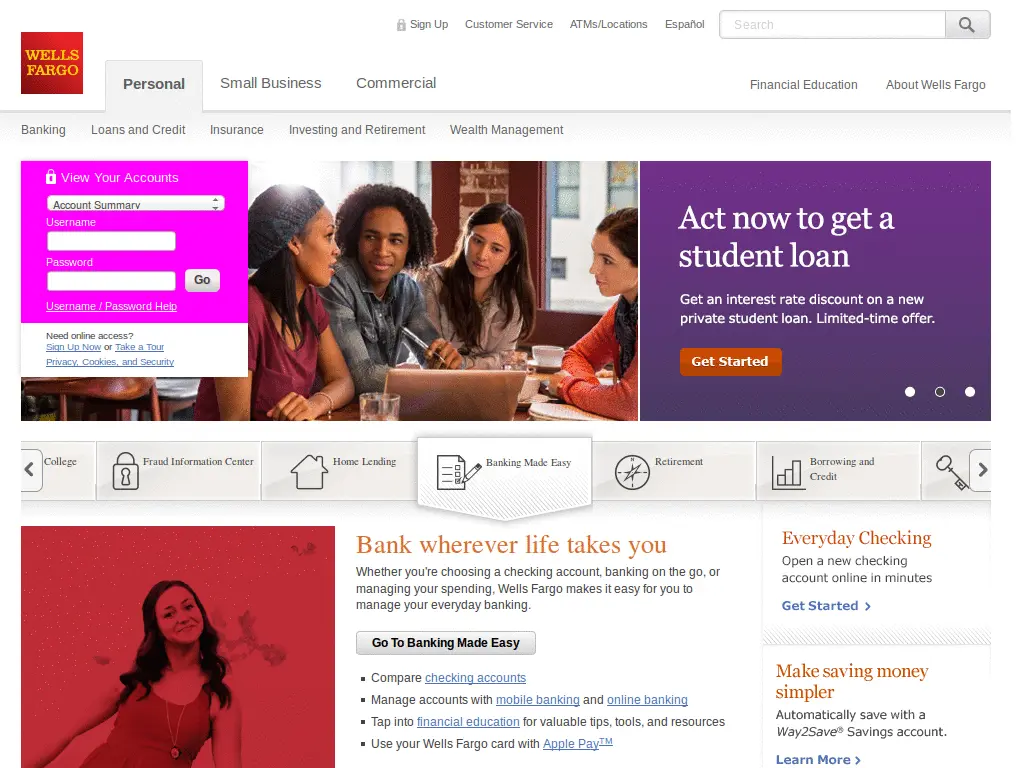 Sign Up Customer Service ATMs/Locations Español Search
WELLS
FARGO
Personal Small Business Commercial Financial Education About Wells Fargo
Banking Loans and Credit Insurance Investing and Retirement Wealth Management
View Your Accounts
Account Summary
Username
Password
Go
Username / Password Help
Need online access?
Sign Up Now or Take a Tour
Privacy, Cookies, and Security
Act now to get a
student loan
Get an interest rate discount on a new
private student loan. Limited-time offer.
Get Started
College
Fraud Information Center
Home Lending
Banking Made Easy
Retirement
Borrowing and
Credit
Bank wherever life takes you
Whether you're choosing a checking account, banking on the go, or
managing your spending, Wells Fargo makes it easy for you to
manage your everyday banking.
Go To Banking Made Easy
Compare checking accounts
Manage accounts with mobile banking and online banking
Tap into financial education for valuable tips, tools, and resources
Use your Wells Fargo card with Apple Pay™
Everyday Checking
Open a new checking
account online in minutes
Get Started
Make saving money
simpler
Automatically save with a
Way2Save® Savings account.
Learn More